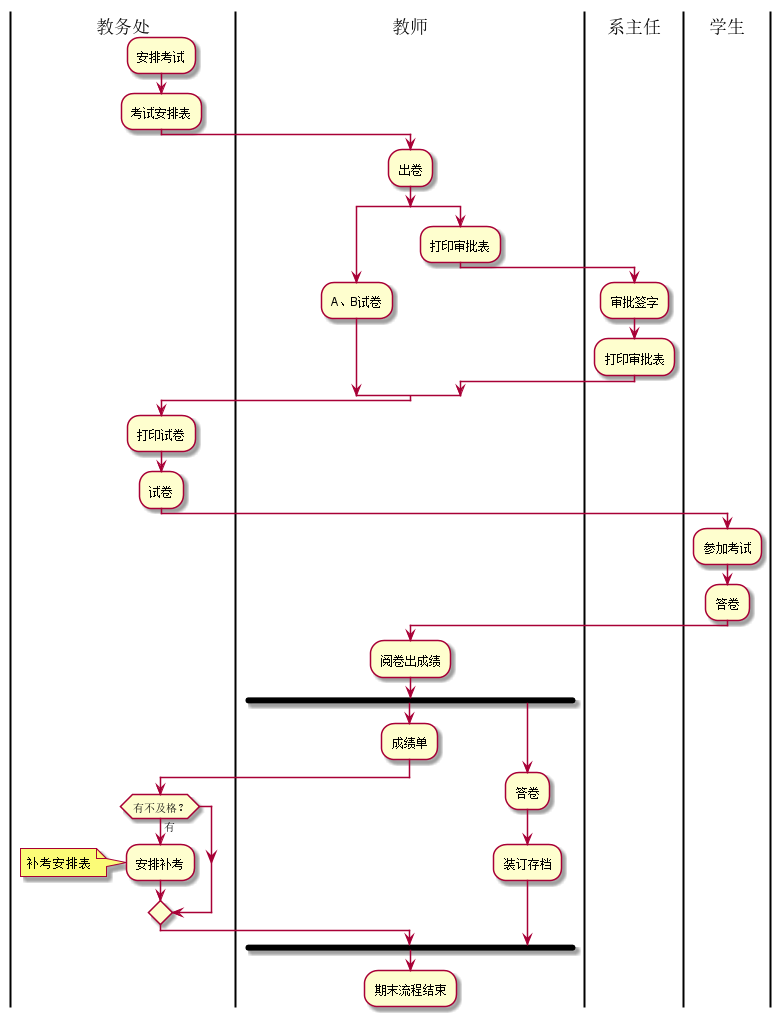 教务处
教师
系主任
学生
安排考试
考试安排表
出卷
打印审批表
A、B试卷
审批签字
打印审批表
打印试卷
试卷
参加考试
答卷
阅卷出成绩
成绩单
答卷
有不及格？
有
补考安排表
安排补考
装订存档
期末流程结束